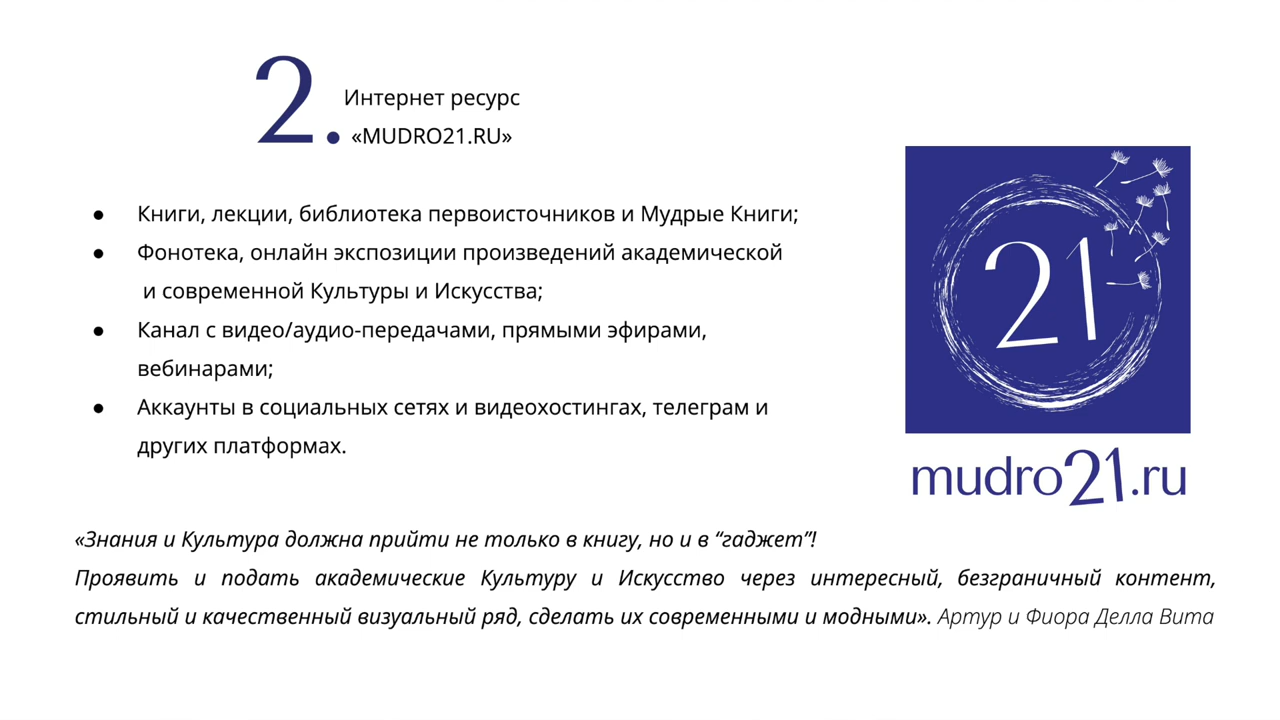 2. Интернет ресурс
«MUDRO21.RU»
● Книги, лекции, библиотека первоисточников и Мудрые Книги;
● Фонотека, онлайн экспозиции произведений академической
и современной Культуры и Искусства;
● Канал с видео/аудио-передачами, прямыми эфирами,
вебинарами;
● Аккаунты в социальных сетях и видеохостингах, телеграм и
других платформах.
21
mudro21.ru
«Знания и Культура должна прийти не только в книгу, но и в “гаджет”!
Проявить и подать академические Культуру и Искусство через интересный, безграничный контент,
стильный и качественный визуальный ряд, сделать их современными и модными». Артур и Фиора Делла Вита